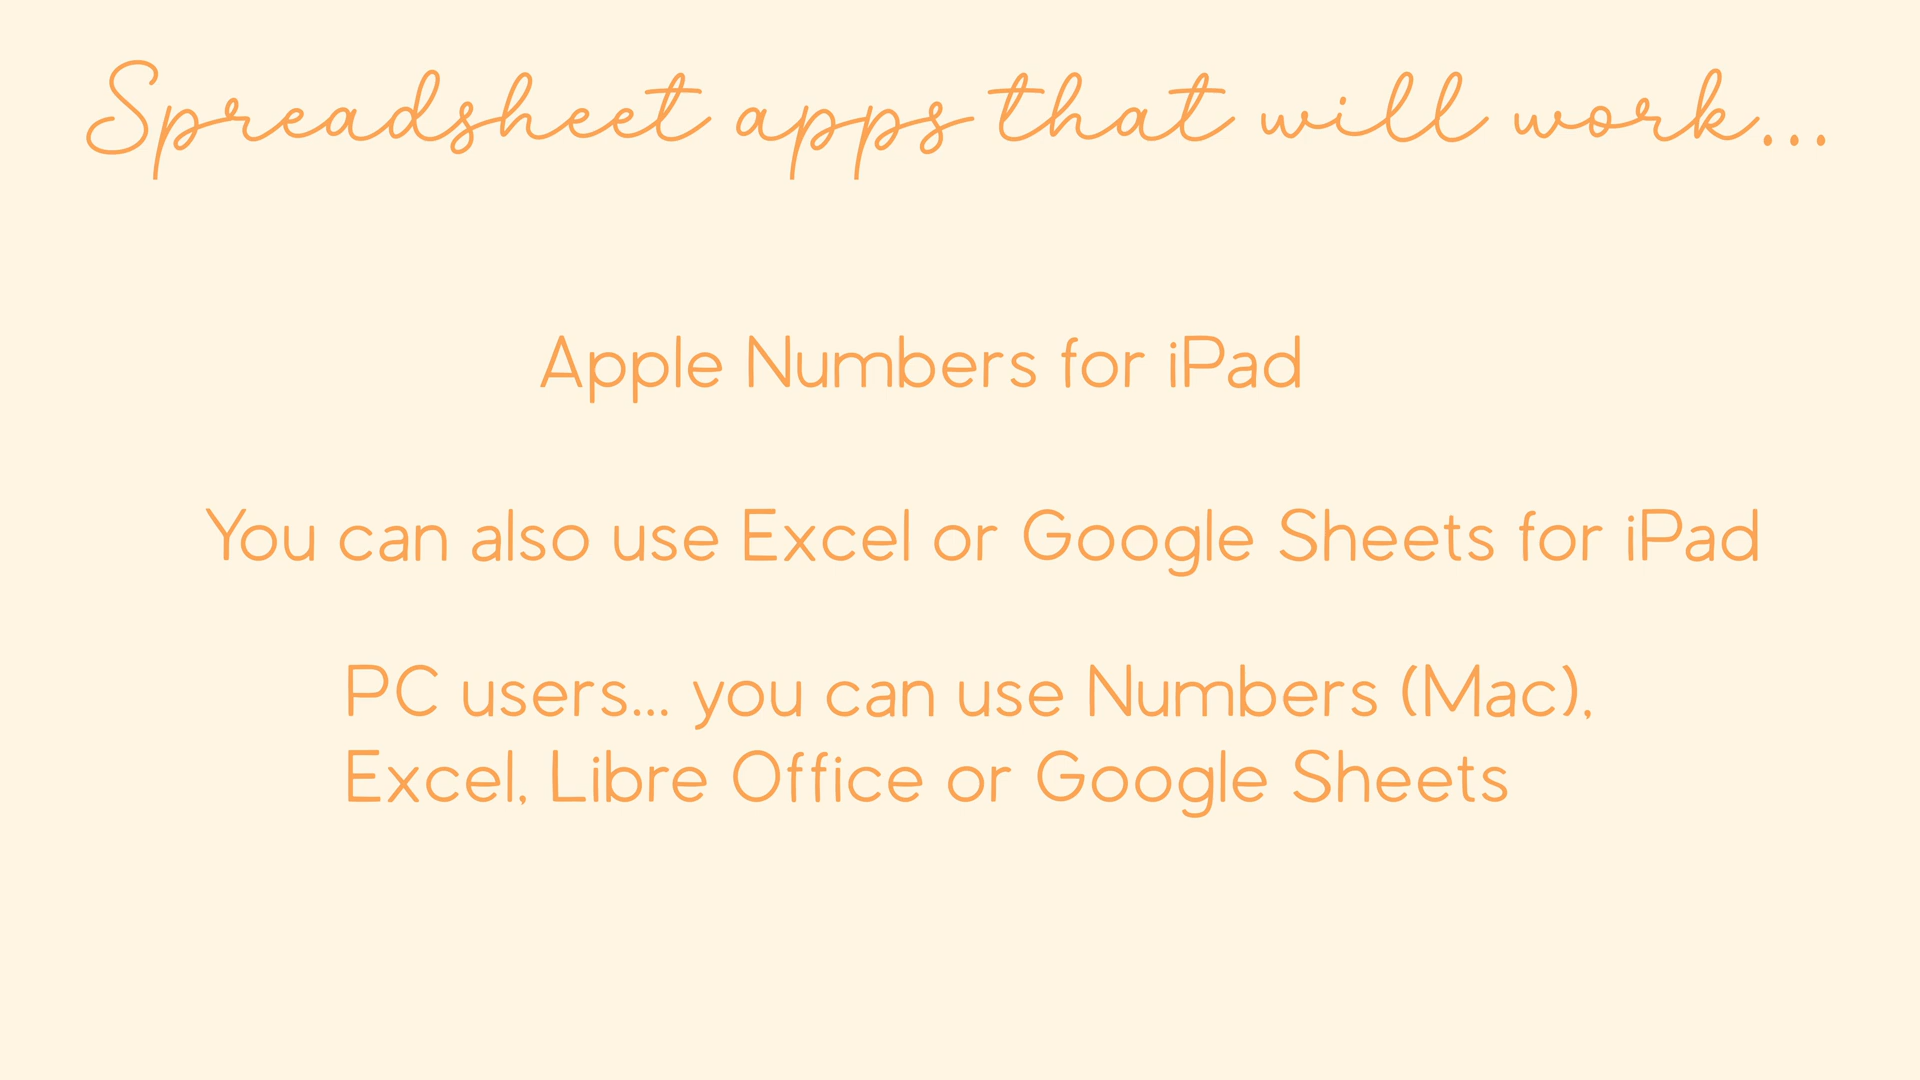 Spreadsheet apps that will work...
Apple Numbers for iPad
You can also use Excel or Google Sheets for iPad
PC users... you can use Numbers (Mac),
Excel, Libre Office or Google Sheets